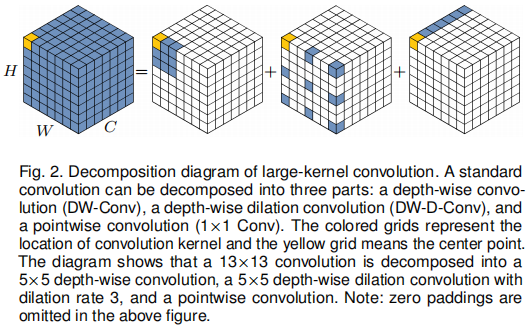 H
=
+
+
W
C
Fig. 2. Decomposition diagram of large-kernel convolution. A standard
convolution can be decomposed into three parts: a depth-wise convo-
lution (DW-Conv), a depth-wise dilation convolution (DW-D-Conv), and
a pointwise convolution (1×1 Conv). The colored grids represent the
location of convolution kernel and the yellow grid means the center point.
The diagram shows that a 13×13 convolution is decomposed into a
5×5 depth-wise convolution, a 5×5 depth-wise dilation convolution with
dilation rate 3, and a pointwise convolution. Note: zero paddings are
omitted in the above figure.